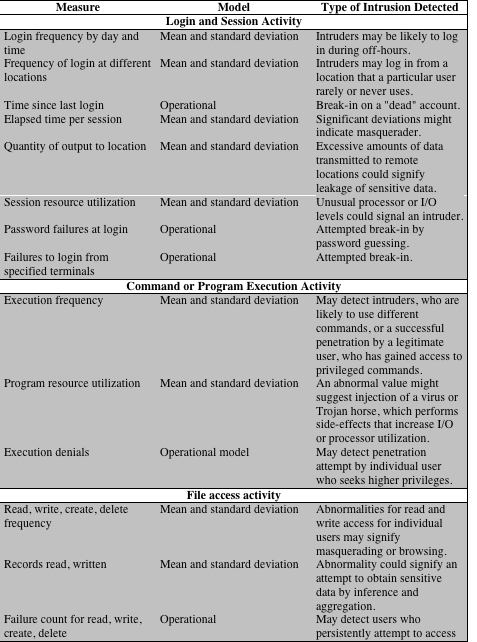 Measure Model Type of Intrusion Detected
Login and Session Activity
Login frequency by day and Mean and standard deviation Intruders may be likely to log
time in during off-hours.
Frequency of login at different Mean and standard deviation Intruders may log in from a
locations location that a particular user
rarely or never uses.
Time since last login Operational Break-in on a "dead" account.
Elapsed time per session Mean and standard deviation Significant deviations might
indicate masquerader.
Quantity of output to location Mean and standard deviation Excessive amounts of data
transmitted to remote
locations could signify
leakage of sensitive data.
Session resource utilization Mean and standard deviation Unusual processor or I/O
levels could signal an intruder.
Password failures at login Operational Attempted break-in by
password guessing.
Failures to login from Operational Attempted break-in.
specified terminals
Command or Program Execution Activity
Execution frequency Mean and standard deviation May detect intruders, who are
likely to use different
commands, or a successful
penetration by a legitimate
user, who has gained access to
privileged commands.
Program resource utilization Mean and standard deviation An abnormal value might
suggest injection of a virus or
Trojan horse, which performs
side-effects that increase I/O
or processor utilization.
Execution denials Operational model May detect penetration
attempt by individual user
who seeks higher privileges.
File access activity
Read, write, create, delete Mean and standard deviation Abnormalities for read and
frequency write access for individual
users may signify
masquerading or browsing.
Records read, written Mean and standard deviation Abnormality could signify an
attempt to obtain sensitive
data by inference and
aggregation.
Failure count for read, write, Operational May detect users who
create, delete persistently attempt to access